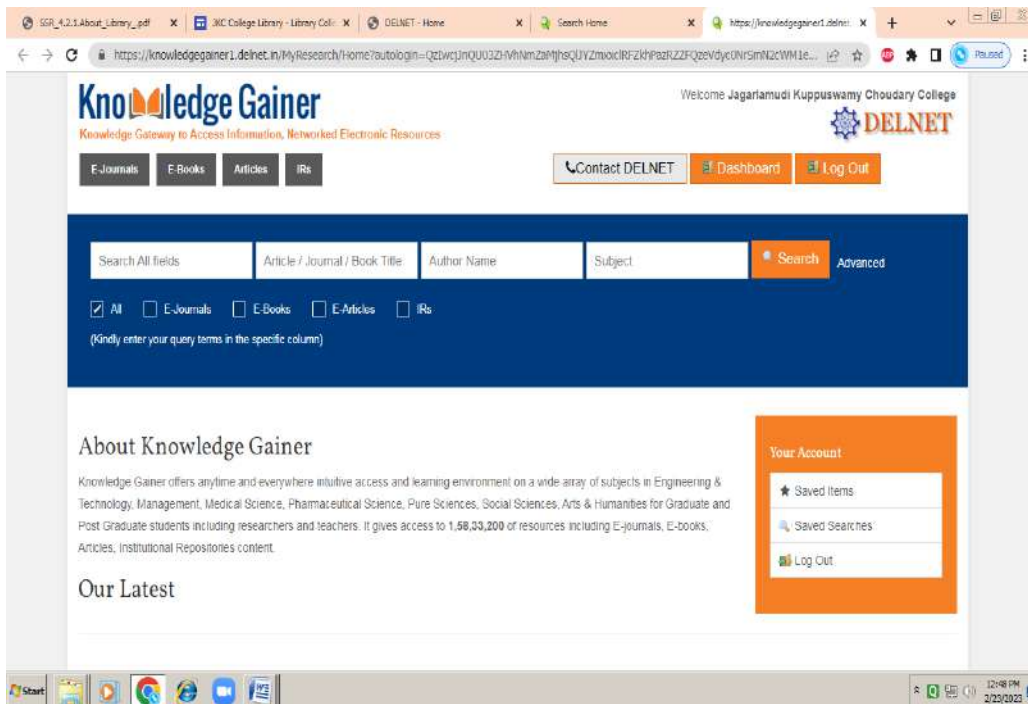 SSR_4.2.1.About_Library_.pdf
JKC College Library - Library Colle
DELNET - Home
Search Home
https://knowledgegainer1.delnet
Paused
Knowledge Gainer
Knowledge Gateway to Access Information, Networked Electronic Resources
Welcome Jagarlamudi Kuppuswamy Choudary College
DELNET
E-Journals E-Books Articles IRs
Contact DELNET Dashboard Log Out
Search All fields Article / Journal / Book Title Author Name Subject Search Advanced
All E-Journals E-Books E-Articles IRs
(Kindly enter your query terms in the specific column)
About Knowledge Gainer
Knowledge Gainer offers anytime and everywhere intuitive access and learning environment on a wide array of subjects in Engineering &
Technology, Management, Medical Science, Pharmaceutical Science, Pure Sciences, Social Sciences, Arts & Humanities for Graduate and
Post Graduate students including researchers and teachers. It gives access to 1,58,33,200 of resources including E-journals, E-books,
Articles, Institutional Repositories content.
Our Latest
Your Account
Saved Items
Saved Searches
Log Out
Start
12:48 PM
2/23/2023